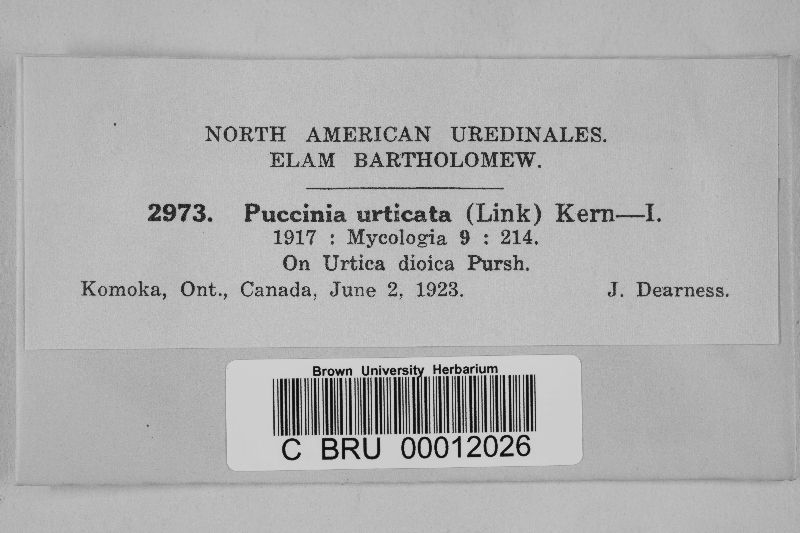 NORTH AMERICAN UREDINALES.
ELAM BARTHOLOMEW.
2973. Puccinia urticata (Link) Kern—I.
1917 : Mycologia 9 : 214.
On Urtica dioica Pursh.
Komoka, Ont., Canada, June 2, 1923. J. Dearness.
Brown University Herbarium
C BRU 00012026